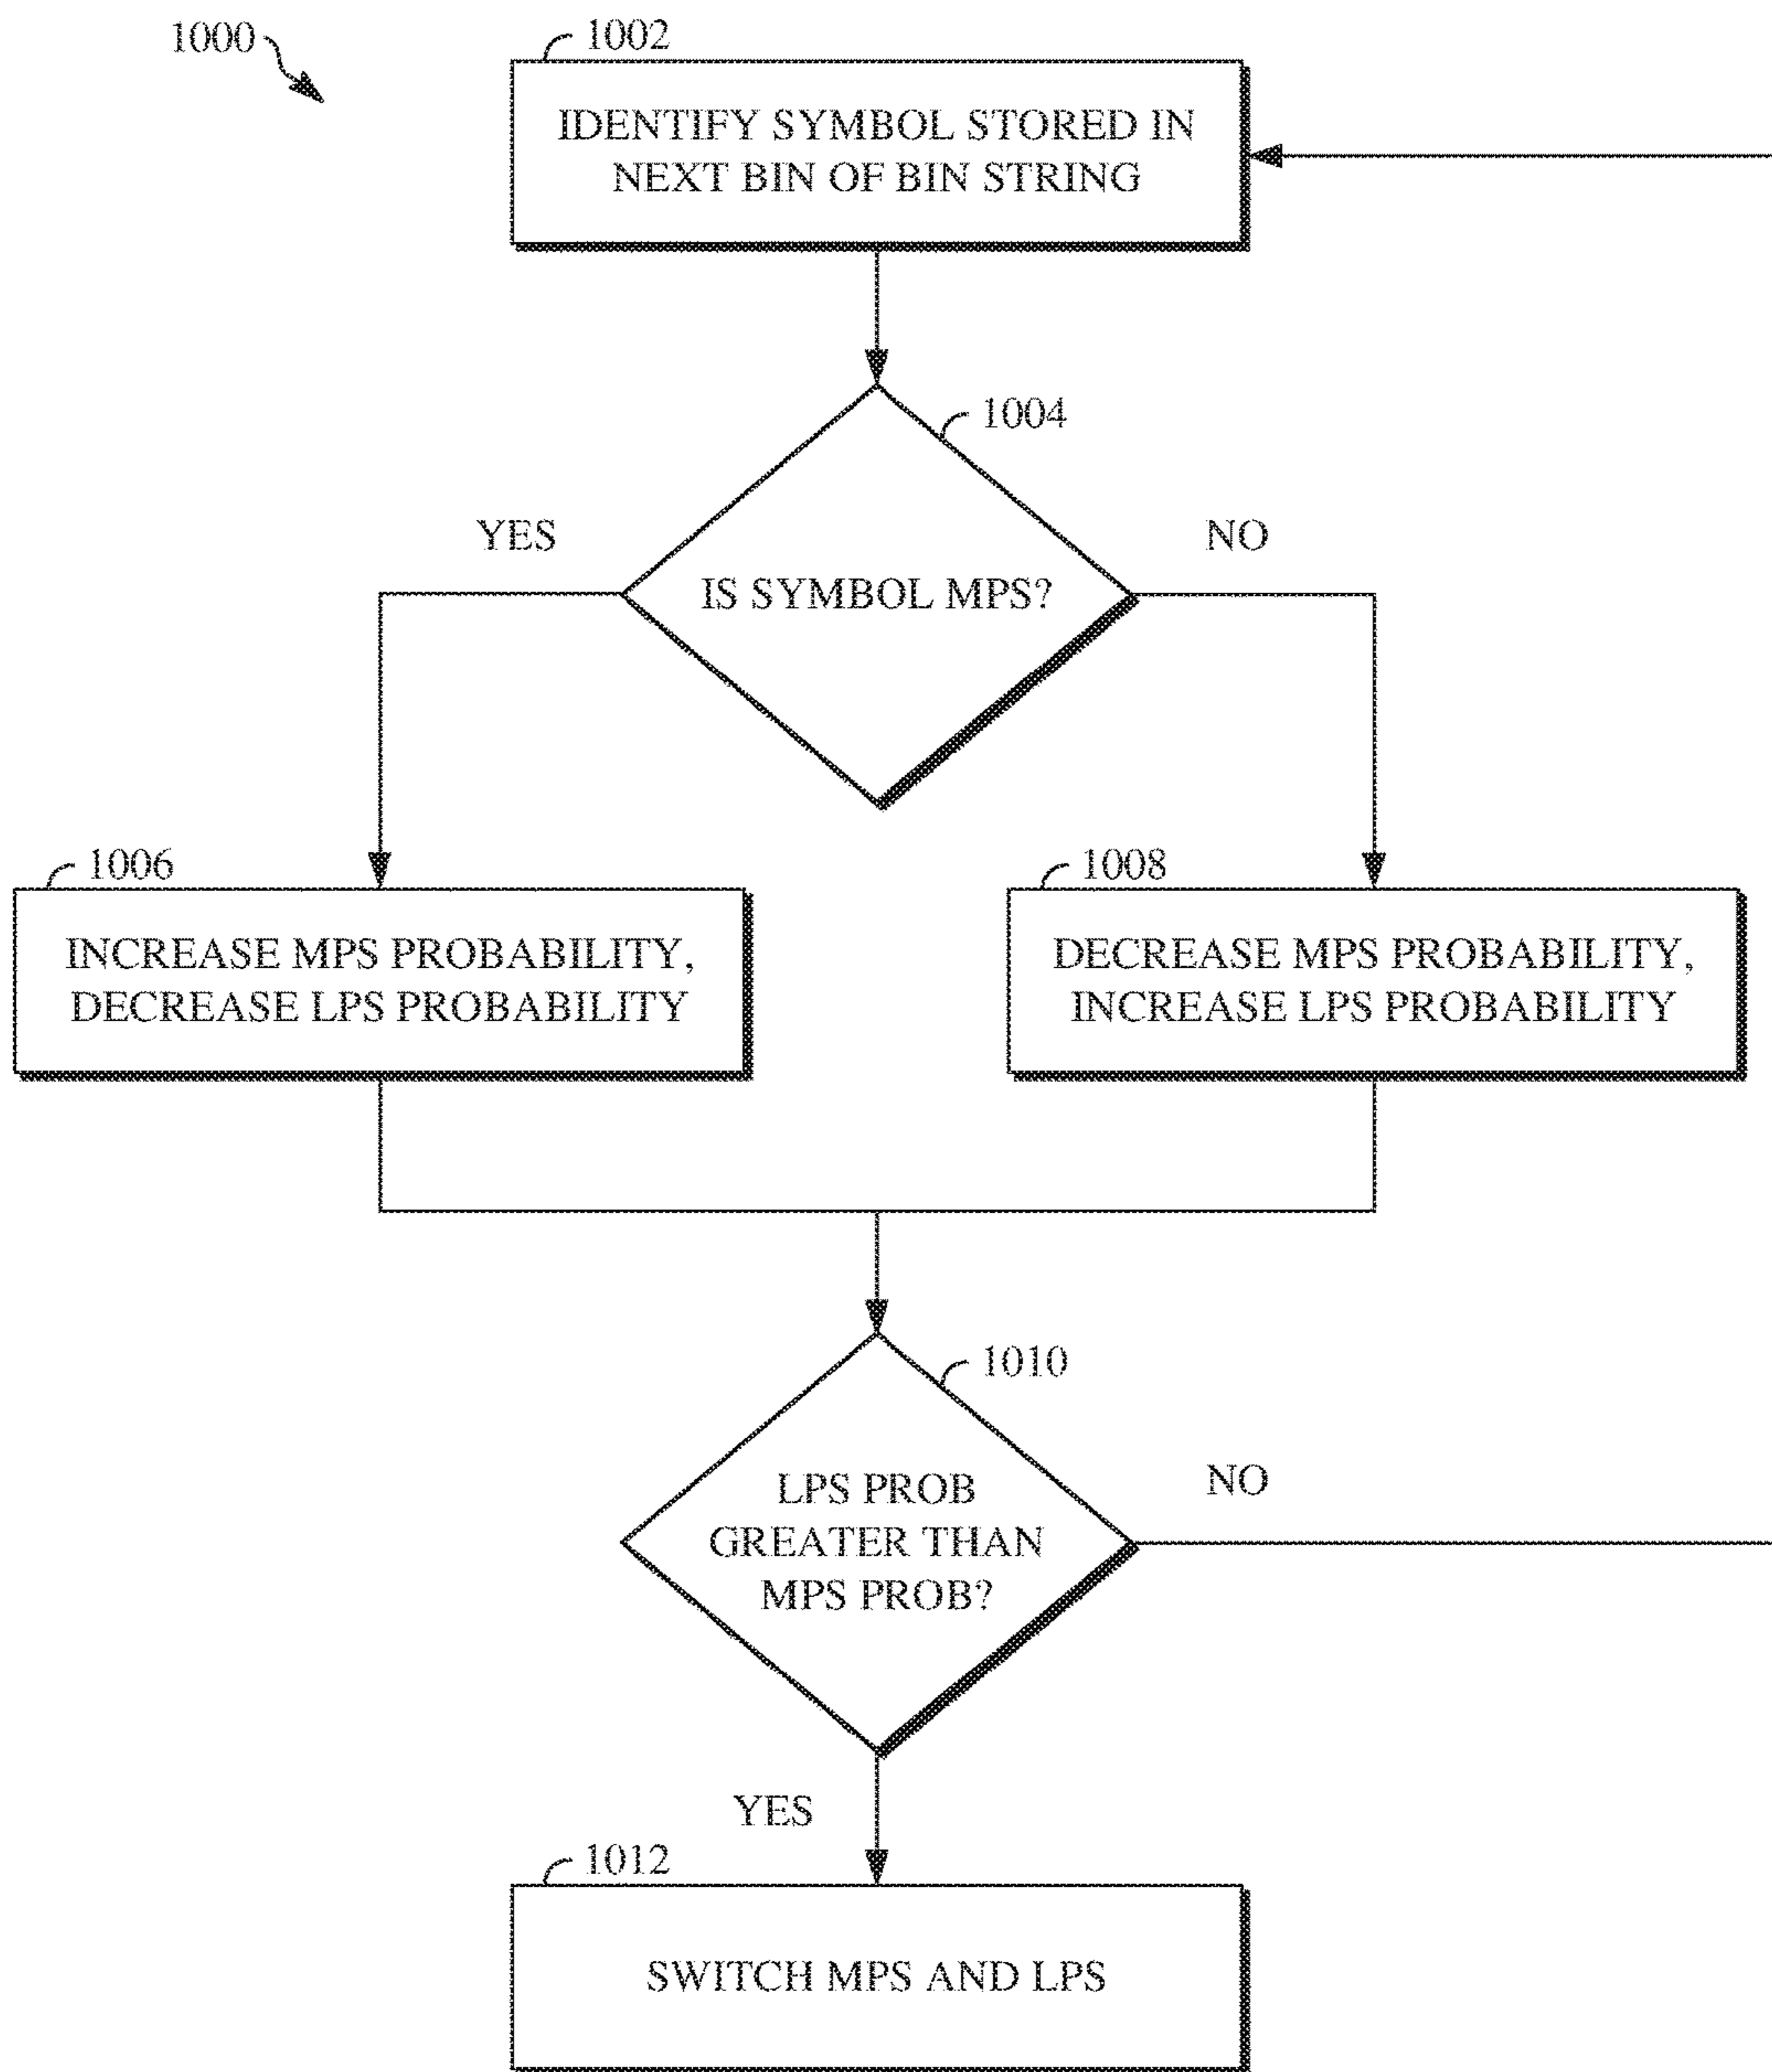 1000
1002
IDENTIFY SYMBOL STORED IN
NEXT BIN OF BIN STRING
1004
YES
NO
IS SYMBOL MPS?
1006
1008
INCREASE MPS PROBABILITY,
DECREASE LPS PROBABILITY
DECREASE MPS PROBABILITY,
INCREASE LPS PROBABILITY
1010
LPS PROB
GREATER THAN
MPS PROB?
NO
YES
1012
SWITCH MPS AND LPS